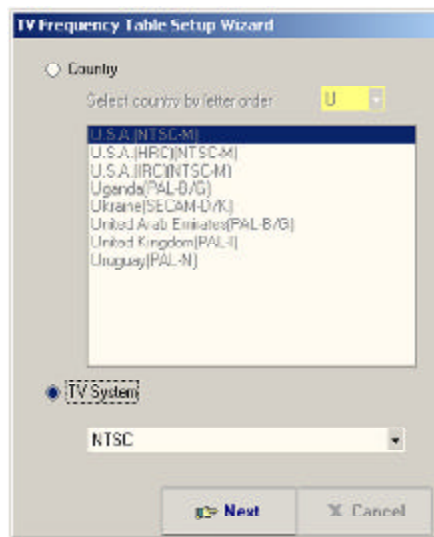 TV Frequency Table Setup Wizard
Country
Select country by letter order
U
U.S.A.(NTSC-M)
U.S.A.(HRC)(NTSC-M)
U.S.A.(IRC)(NTSC-M)
Uganda(PAL-B/G)
Ukraine(SECAM-D/K)
United Arab Emirates(PAL-B/G)
United Kingdom(PAL-I)
Uruguay(PAL-N)
TV System
NTSC
Next
X Cancel